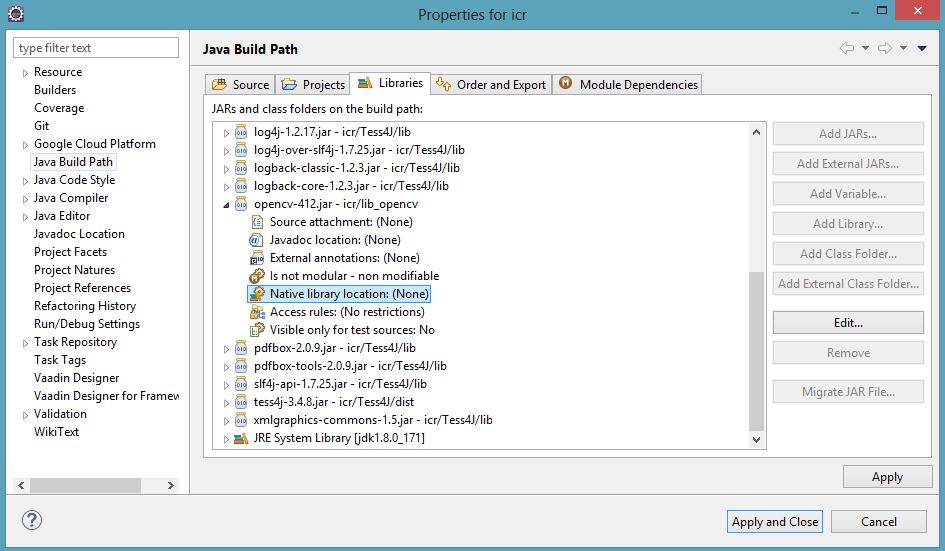 Properties for icr
type filter text
Resource
Builders
Coverage
Git
Google Cloud Platform
Java Build Path
Java Code Style
Java Compiler
Java Editor
Javadoc Location
Project Facets
Project Natures
Project References
Refactoring History
Run/Debug Settings
Task Repository
Task Tags
Vaadin Designer
Vaadin Designer for Framew
Validation
WikiText
Java Build Path
Source Projects Libraries Order and Export Module Dependencies
JARs and class folders on the build path:
log4j-1.2.17.jar - icr/Tess4J/lib
log4j-over-slf4j-1.7.25.jar - icr/Tess4J/lib
logback-classic-1.2.3.jar - icr/Tess4J/lib
logback-core-1.2.3.jar - icr/Tess4J/lib
opencv-412.jar - icr/lib_opencv
Source attachment: (None)
Javadoc location: (None)
External annotations: (None)
Is not modular - non modifiable
Native library location: (None)
Access rules: (No restrictions)
Visible only for test sources: No
pdfbox-2.0.9.jar - icr/Tess4J/lib
pdfbox-tools-2.0.9.jar - icr/Tess4J/lib
slf4j-api-1.7.25.jar - icr/Tess4J/lib
tess4j-3.4.8.jar - icr/Tess4J/dist
xmlgraphics-commons-1.5.jar - icr/Tess4J/lib
JRE System Library [jdk1.8.0_171]
Add JARs...
Add External JARs...
Add Variable...
Add Library...
Add Class Folder...
Add External Class Folder...
Edit...
Remove
Migrate JAR File...
Apply
Apply and Close
Cancel